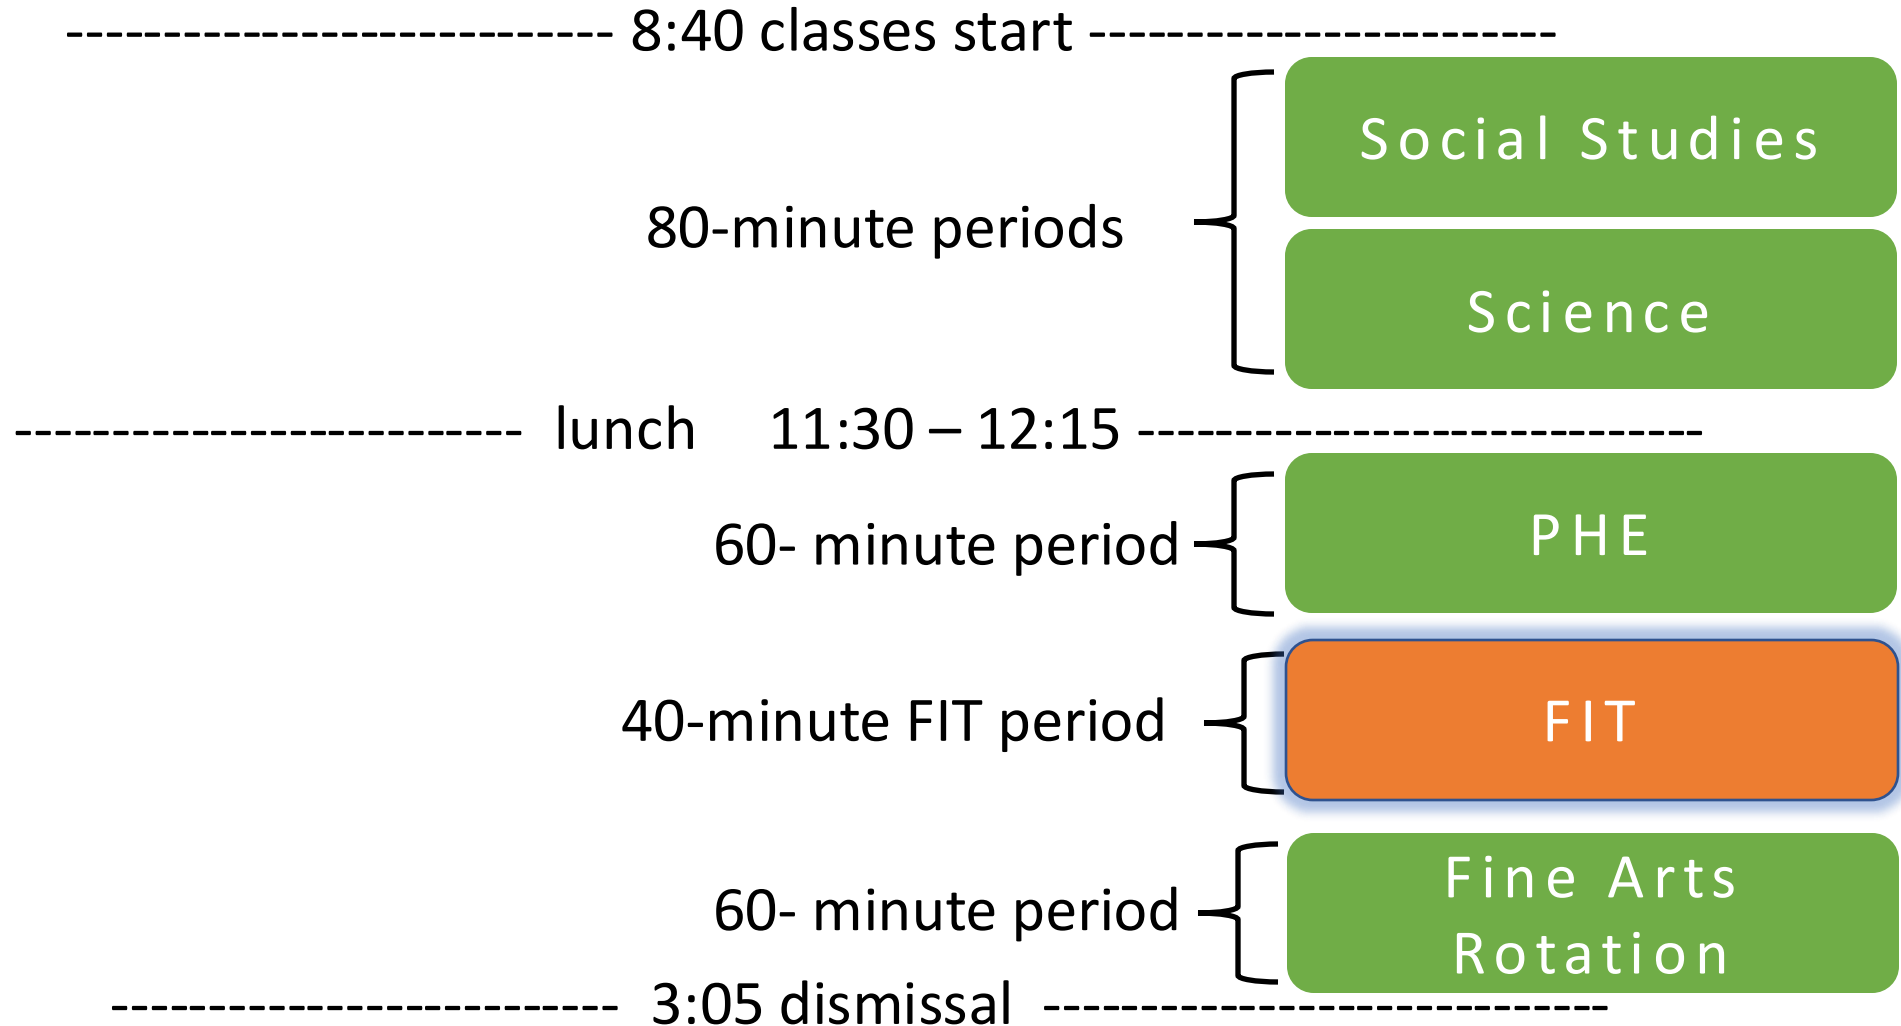 --------------------------- 8:40 classes start -----------------------
Social Studies
80-minute periods
Science
------------------------- lunch 11:30 – 12:15 ----------------------------
60- minute period
PHE
40-minute FIT period
FIT
60- minute period
Fine Arts
Rotation
------------------------- 3:05 dismissal ----------------------------